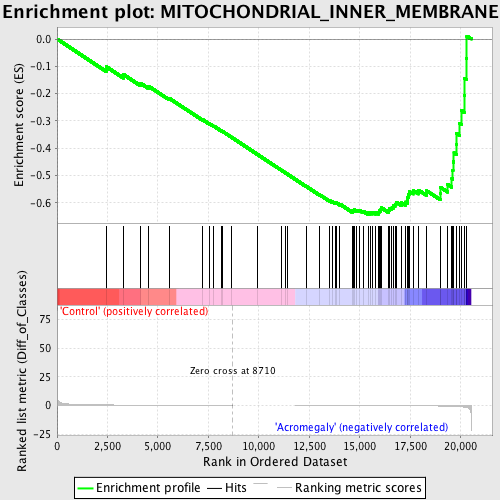 Enrichment plot: MITOCHONDRIAL_INNER_MEMBRANE
Enrichment score (ES)
0.0
-0.1
-0.2
-0.3
-0.4
-0.5
-0.6
'Control' (positively correlated)
Ranked list metric (Diff_of_Classes)
75
50
25
0
-25
Zero cross at 8710
'Acromegaly' (negatively correlated)
0
2,500
5,000
7,500
10,000
12,500
15,000
17,500
20,000
Rank in Ordered Dataset
Enrichment profile
Hits
Ranking metric scores